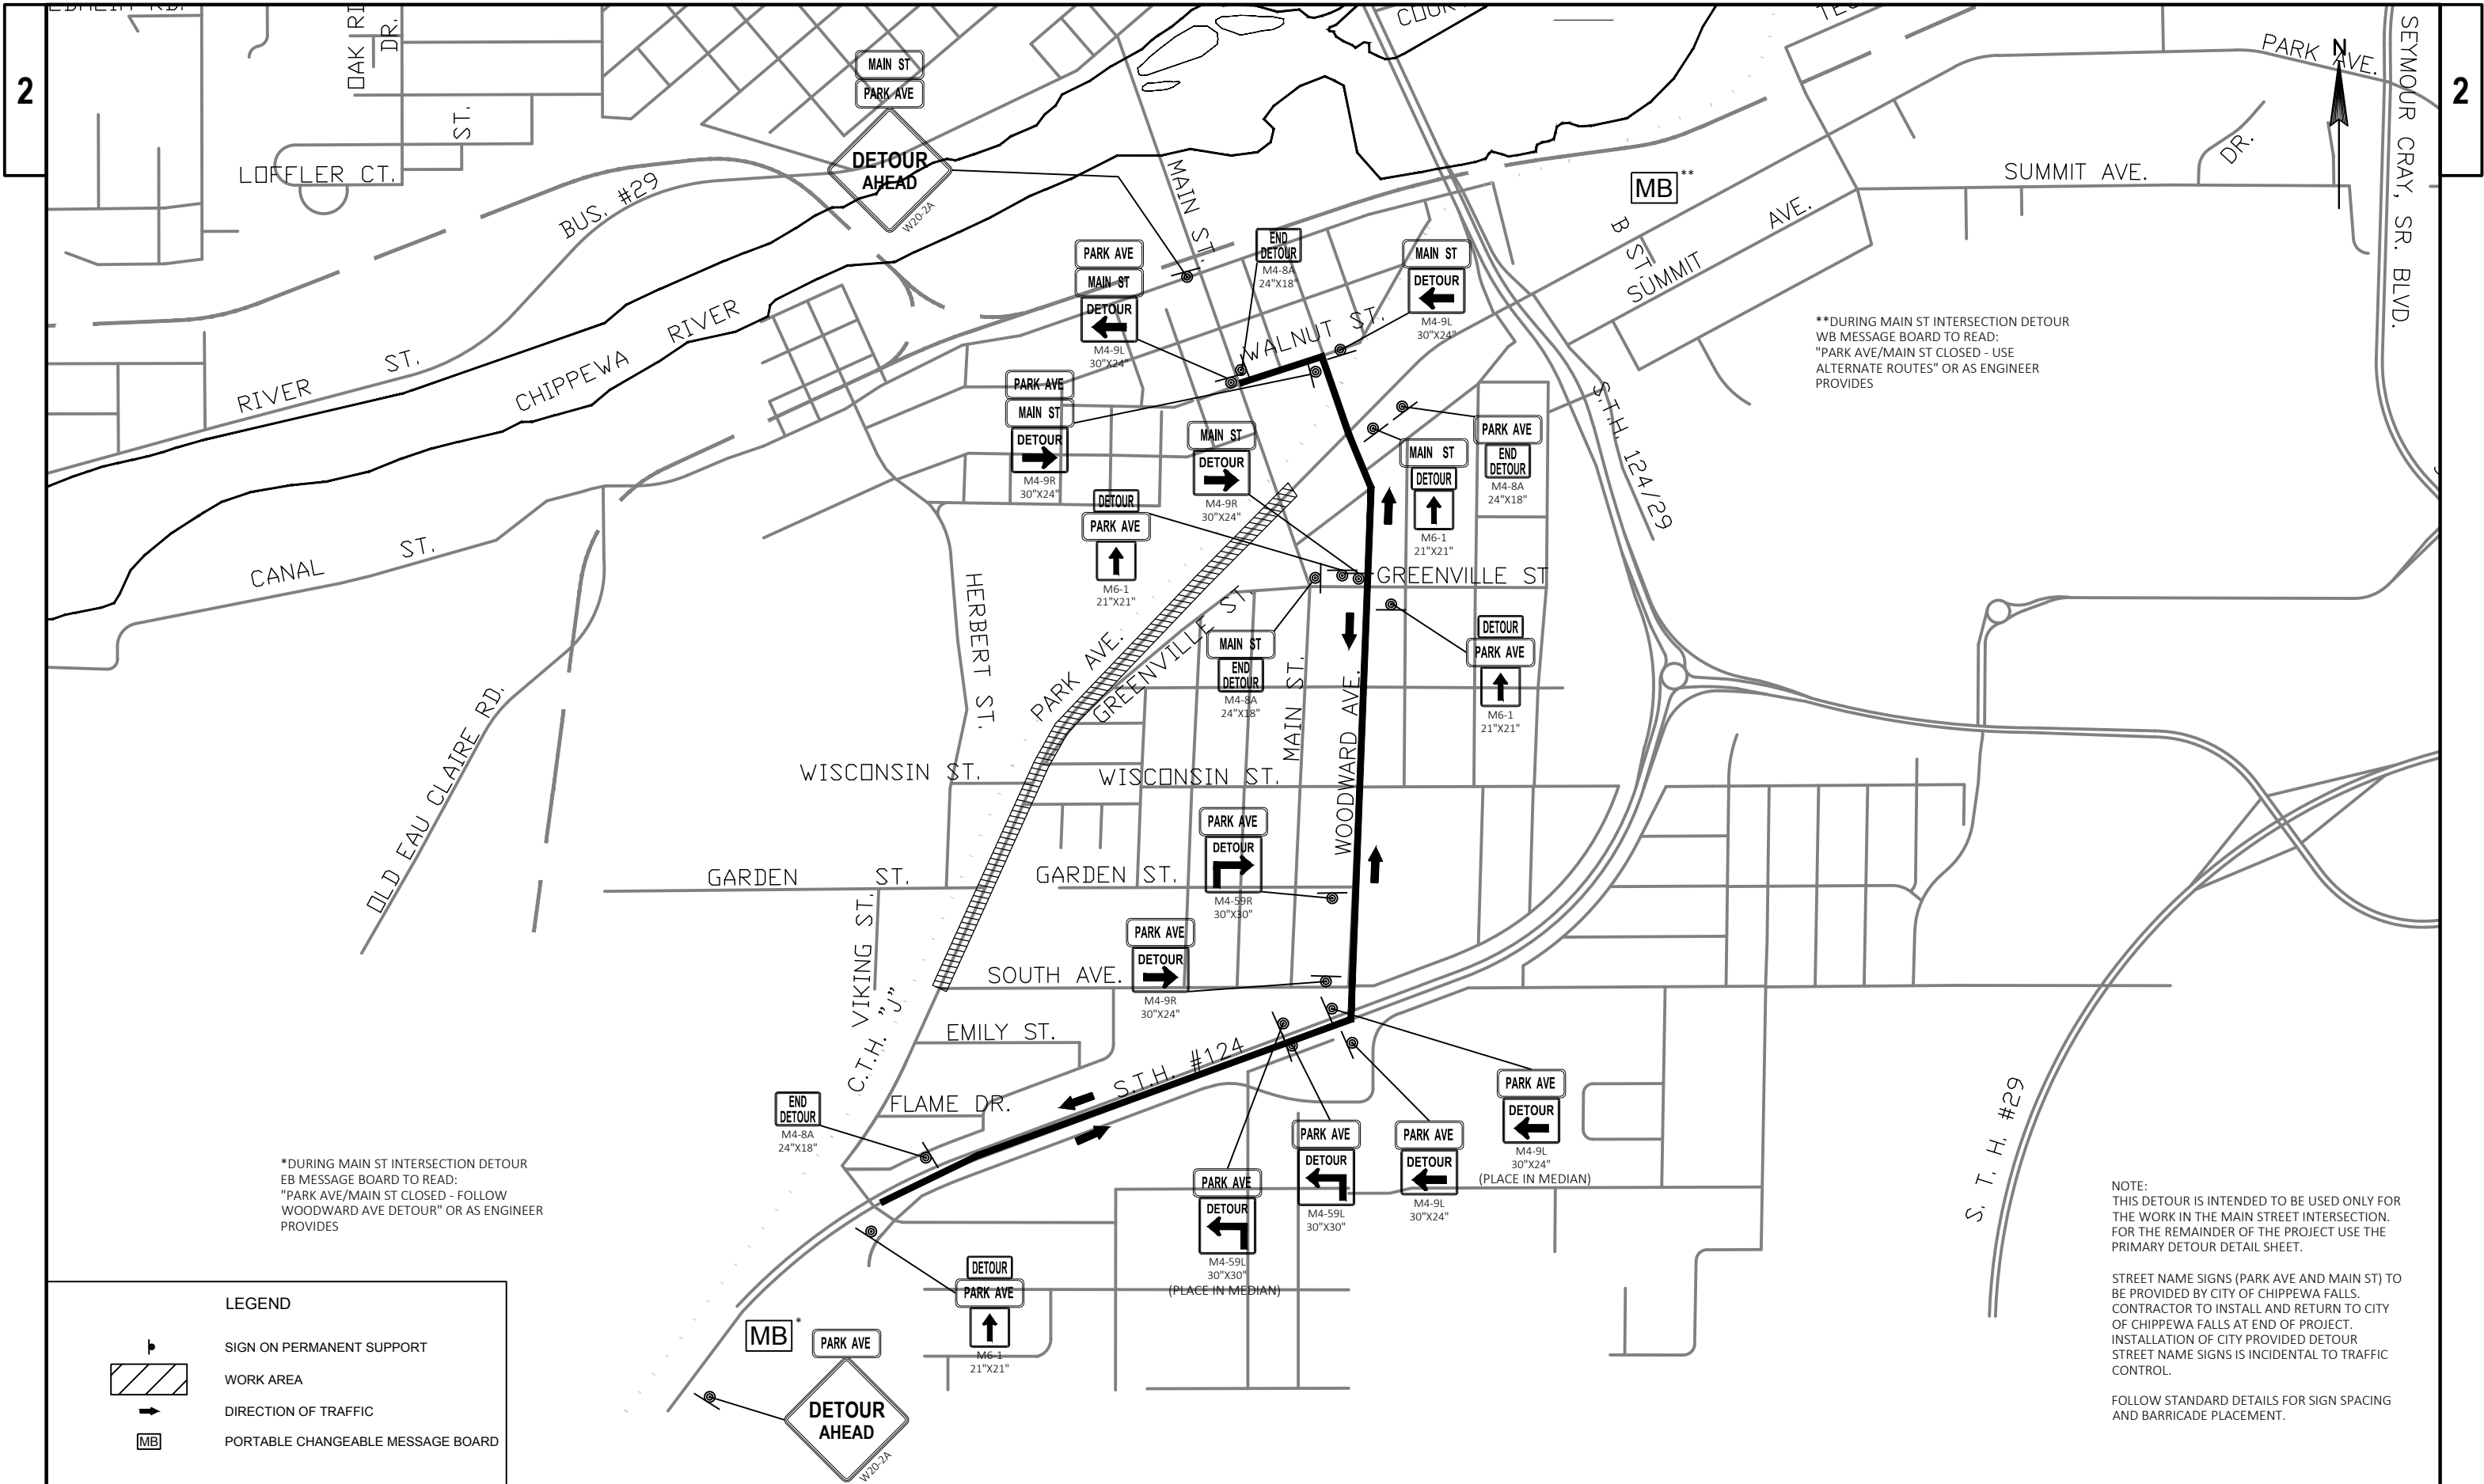 2
2
OAK RI
DR.
ST.
LOFFLER CT.
BUS. #29
RIVER ST.
CHIPPEWA RIVER
CANAL ST.
OLD EAU CLAIRE RD.
MAIN ST
PARK AVE
DETOUR
AHEAD
W20-2A
MAIN ST.
PARK AVE.
N
SEYMOUR CRAY, SR. BLVD.
SUMMIT AVE.
DR.
MB**
B ST.
SUMMIT AVE.
PARK AVE
MAIN ST
DETOUR
M4-9L
30"X24"
END
DETOUR
M4-8A
24"X18"
MAIN ST
DETOUR
M4-9L
30"X24"
WALNUT ST.
**DURING MAIN ST INTERSECTION DETOUR
WB MESSAGE BOARD TO READ:
"PARK AVE/MAIN ST CLOSED - USE
ALTERNATE ROUTES" OR AS ENGINEER
PROVIDES
PARK AVE
MAIN ST
DETOUR
M4-9R
30"X24"
MAIN ST
DETOUR
M4-9R
30"X24"
MAIN ST
DETOUR
M6-1
21"X21"
PARK AVE
END
DETOUR
M4-8A
24"X18"
S.T.H. 124/29
DETOUR
PARK AVE
M6-1
21"X21"
GREENVILLE ST
HERBERT ST.
PARK AVE.
GREENVILLE ST.
MAIN ST
END
DETOUR
M4-8A
24"X18"
MAIN ST.
WOODWARD AVE.
DETOUR
PARK AVE
M6-1
21"X21"
WISCONSIN ST.
WISCONSIN ST.
PARK AVE
DETOUR
M4-59R
30"X30"
GARDEN ST.
GARDEN ST.
VIKING ST.
PARK AVE
DETOUR
M4-9R
30"X24"
SOUTH AVE.
C.T.H. "J"
EMILY ST.
S.T.H. #124
FLAME DR.
END
DETOUR
M4-8A
24"X18"
PARK AVE
DETOUR
M4-9L
30"X24"
(PLACE IN MEDIAN)
PARK AVE
DETOUR
M4-59L
30"X30"
PARK AVE
DETOUR
M4-9L
30"X24"
PARK AVE
DETOUR
M4-59L
30"X30"
(PLACE IN MEDIAN)
S. T. H. #29
*DURING MAIN ST INTERSECTION DETOUR
EB MESSAGE BOARD TO READ:
"PARK AVE/MAIN ST CLOSED - FOLLOW
WOODWARD AVE DETOUR" OR AS ENGINEER
PROVIDES
DETOUR
PARK AVE
M6-1
21"X21"
MB*
PARK AVE
DETOUR
AHEAD
W20-2A
LEGEND
SIGN ON PERMANENT SUPPORT
WORK AREA
DIRECTION OF TRAFFIC
MB PORTABLE CHANGEABLE MESSAGE BOARD
NOTE:
THIS DETOUR IS INTENDED TO BE USED ONLY FOR
THE WORK IN THE MAIN STREET INTERSECTION.
FOR THE REMAINDER OF THE PROJECT USE THE
PRIMARY DETOUR DETAIL SHEET.
STREET NAME SIGNS (PARK AVE AND MAIN ST) TO
BE PROVIDED BY CITY OF CHIPPEWA FALLS.
CONTRACTOR TO INSTALL AND RETURN TO CITY
OF CHIPPEWA FALLS AT END OF PROJECT.
INSTALLATION OF CITY PROVIDED DETOUR
STREET NAME SIGNS IS INCIDENTAL TO TRAFFIC
CONTROL.
FOLLOW STANDARD DETAILS FOR SIGN SPACING
AND BARRICADE PLACEMENT.